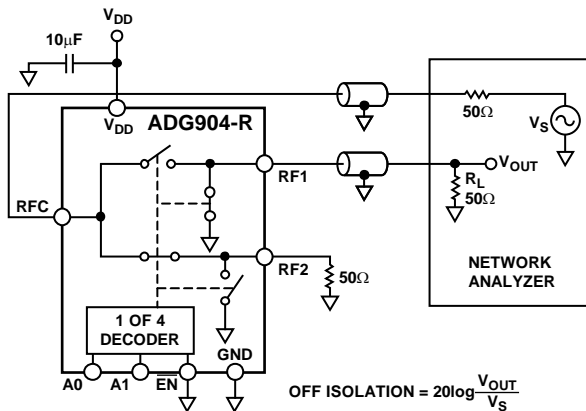 VDD
10µF
VDD
ADG904-R
50Ω
VS
RF1
VOUT
RL
50Ω
RFC
RF2
50Ω
NETWORK
ANALYZER
1 OF 4
DECODER
GND
A0
A1
EN
OFF ISOLATION = 20log VOUT
VS